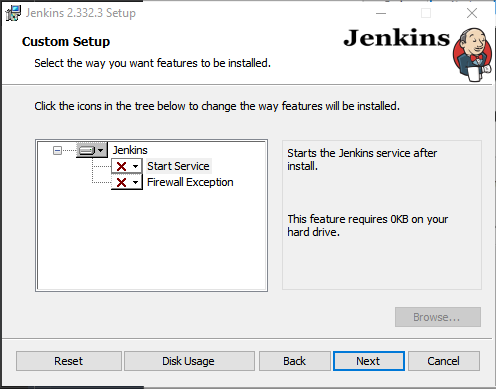 Jenkins 2.332.3 Setup
Custom Setup
Select the way you want features to be installed.
Jenkins
Click the icons in the tree below to change the way features will be installed.
Jenkins
Start Service
Firewall Exception
Starts the Jenkins service after
install.
This feature requires 0KB on your
hard drive.
Browse...
Reset
Disk Usage
Back
Next
Cancel